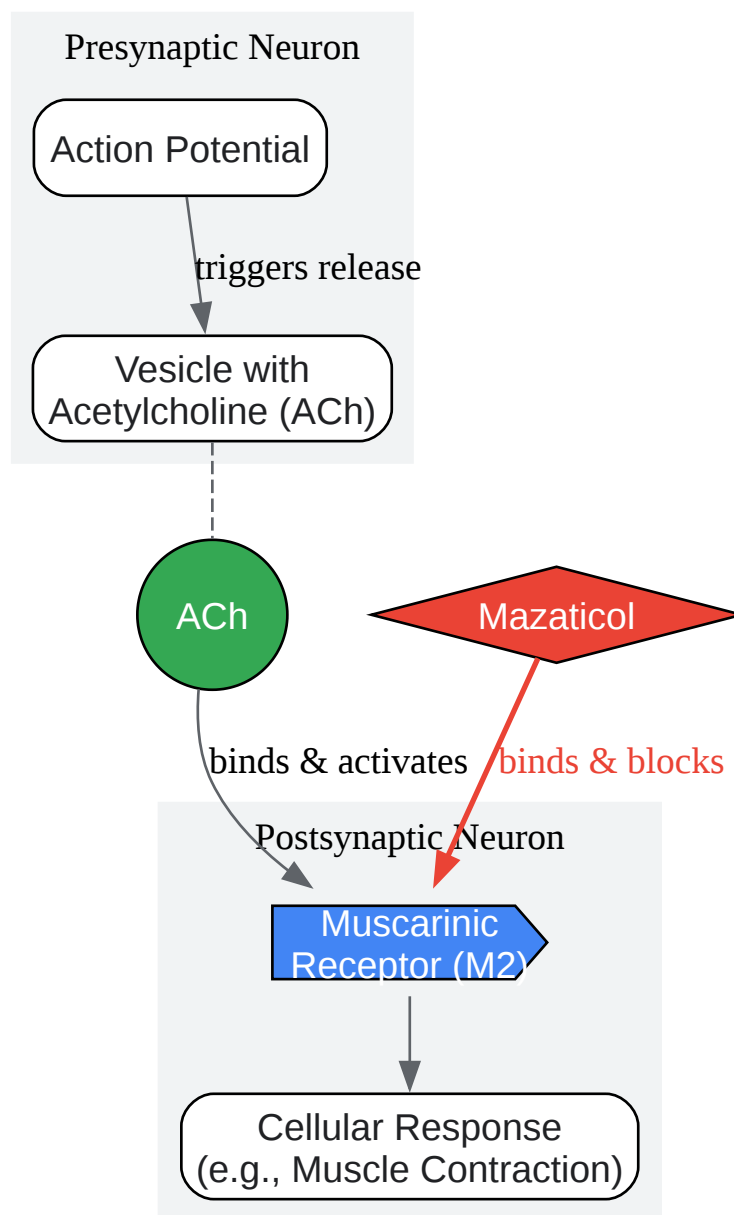 Presynaptic Neuron
Action Potential
triggers release
Vesicle with
Acetylcholine (ACh)
ACh
Mazaticol
binds & activates
binds & blocks
Postsynaptic Neuron
Muscarinic
Receptor (M2)
Cellular Response
(e.g., Muscle Contraction)